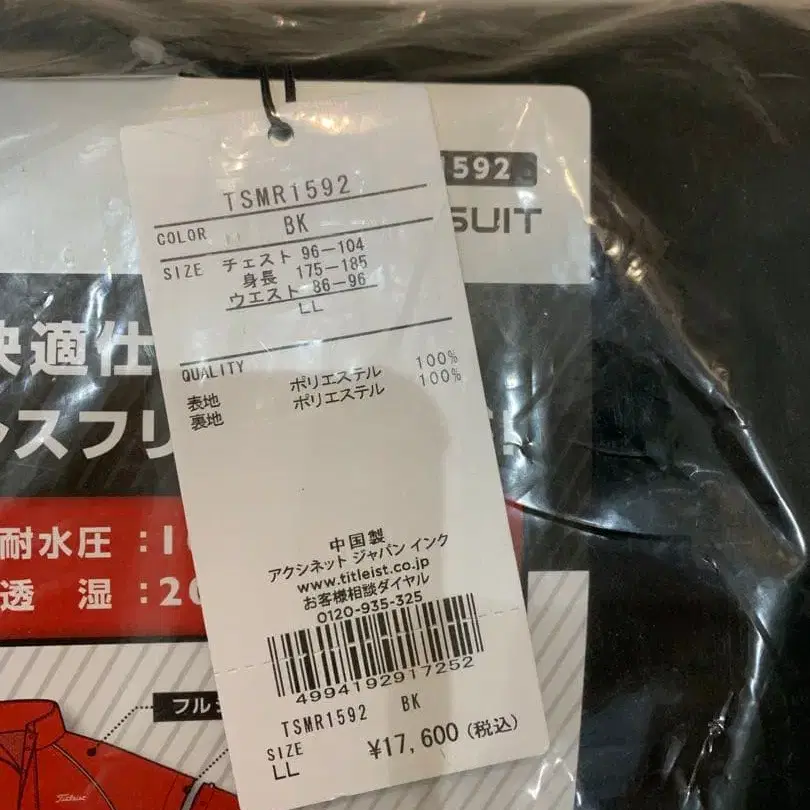 1592
SUIT
TSMR1592
COLOR BK
SIZE チェスト 96-104
身長 175-185
ウエスト 86-96
LL
QUALITY
表地 ポリエステル 100%
裏地 ポリエステル 100%
中国製
アクシネット ジャパン インク
www.titleist.co.jp
お客様相談ダイヤル
0120-935-325
4994192917252
TSMR1592 BK
SIZE
LL ¥17,600(税込)
快適仕
スフリ
耐水圧:1
透 湿:20
フル
Titleist